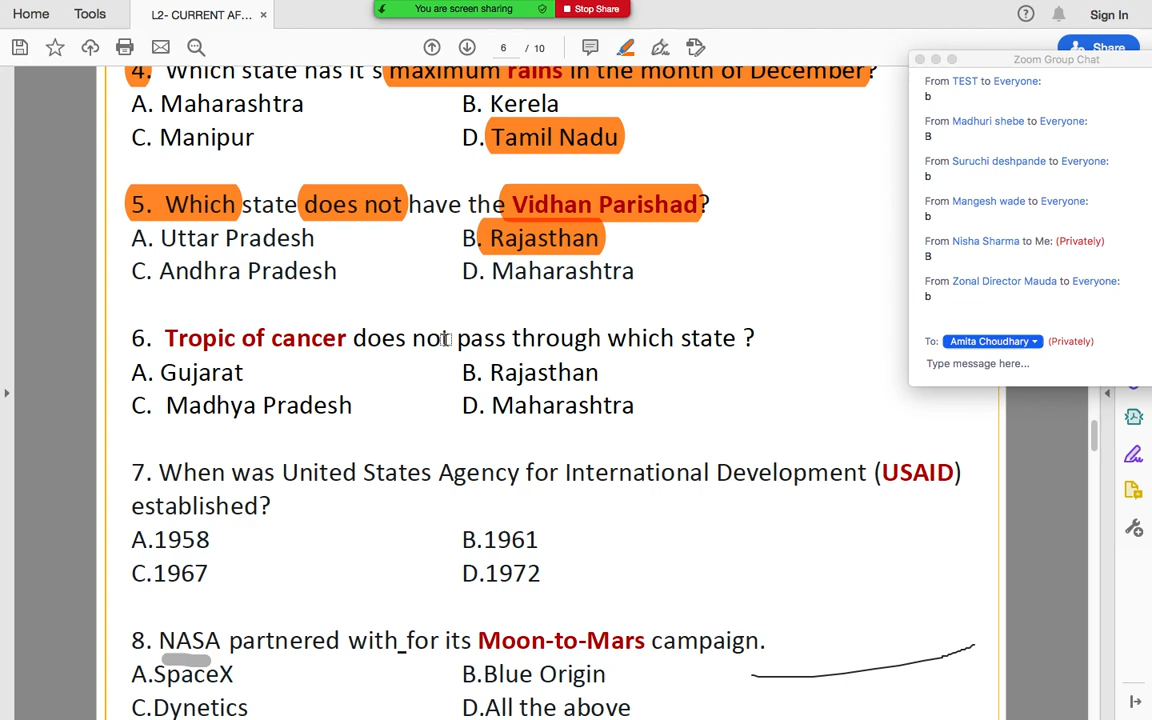 Home Tools L2- CURRENT AF... × You are screen sharing Stop Share Sign In
6 / 10 Share
4. Which state has it s maximum rains in the month of December?
A. Maharashtra B. Kerela
C. Manipur D. Tamil Nadu
5. Which state does not have the Vidhan Parishad?
A. Uttar Pradesh B. Rajasthan
C. Andhra Pradesh D. Maharashtra
6. Tropic of cancer does not pass through which state ?
A. Gujarat B. Rajasthan
C. Madhya Pradesh D. Maharashtra
7. When was United States Agency for International Development (USAID)
established?
A.1958 B.1961
C.1967 D.1972
8. NASA partnered with_for its Moon-to-Mars campaign.
A.SpaceX B.Blue Origin
C.Dynetics D.All the above
Zoom Group Chat
From TEST to Everyone:
b
From Madhuri shebe to Everyone:
B
From Suruchi deshpande to Everyone:
b
From Mangesh wade to Everyone:
b
From Nisha Sharma to Me: (Privately)
B
From Zonal Director Mauda to Everyone:
b
To: Amita Choudhary (Privately)
Type message here...